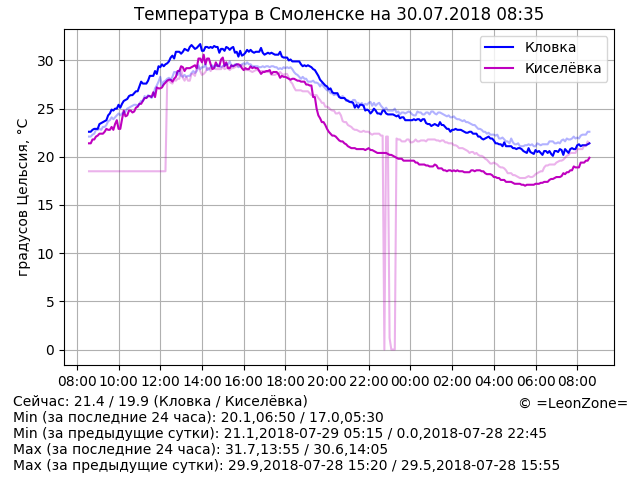 Температура в Смоленске на 30.07.2018 08:35
Кловка
Киселёвка
градусов Цельсия, °C
30
25
20
15
10
5
0
08:00 10:00 12:00 14:00 16:00 18:00 20:00 22:00 00:00 02:00 04:00 06:00 08:00
Сейчас: 21.4 / 19.9 (Кловка / Киселёвка)
© =LeonZone=
Min (за последние 24 часа): 20.1,06:50 / 17.0,05:30
Min (за предыдущие сутки): 21.1,2018-07-29 05:15 / 0.0,2018-07-28 22:45
Max (за последние 24 часа): 31.7,13:55 / 30.6,14:05
Max (за предыдущие сутки): 29.9,2018-07-28 15:20 / 29.5,2018-07-28 15:55